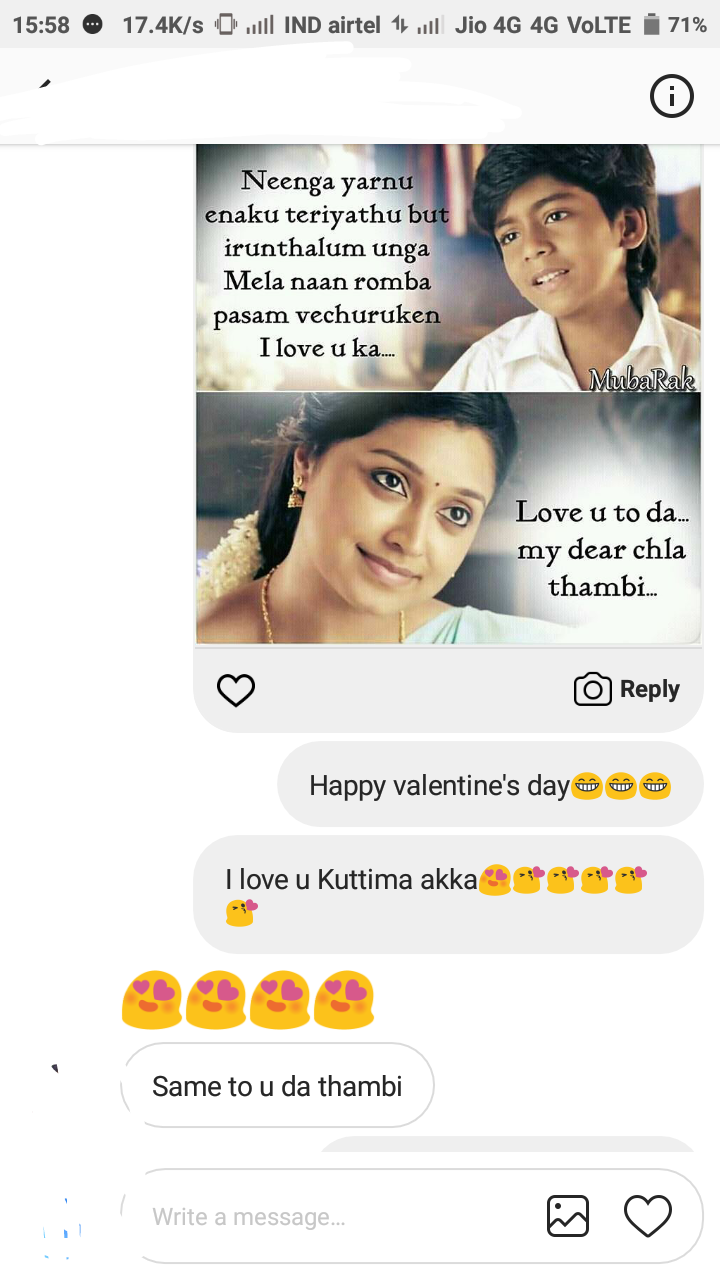 15:58 17.4K/s IND airtel Jio 4G 4G VoLTE 71%
Neenga yarnu
enaku teriyathu but
irunthalum unga
Mela naan romba
pasam vechuruken
I love u ka....
MubaRak
Love u to da...
my dear chla
thambi...
Reply
Happy valentine's day😁😁😁
I love u Kuttima akka😍😘😘😘😘
😘
😍😍😍😍
Same to u da thambi
Write a message...